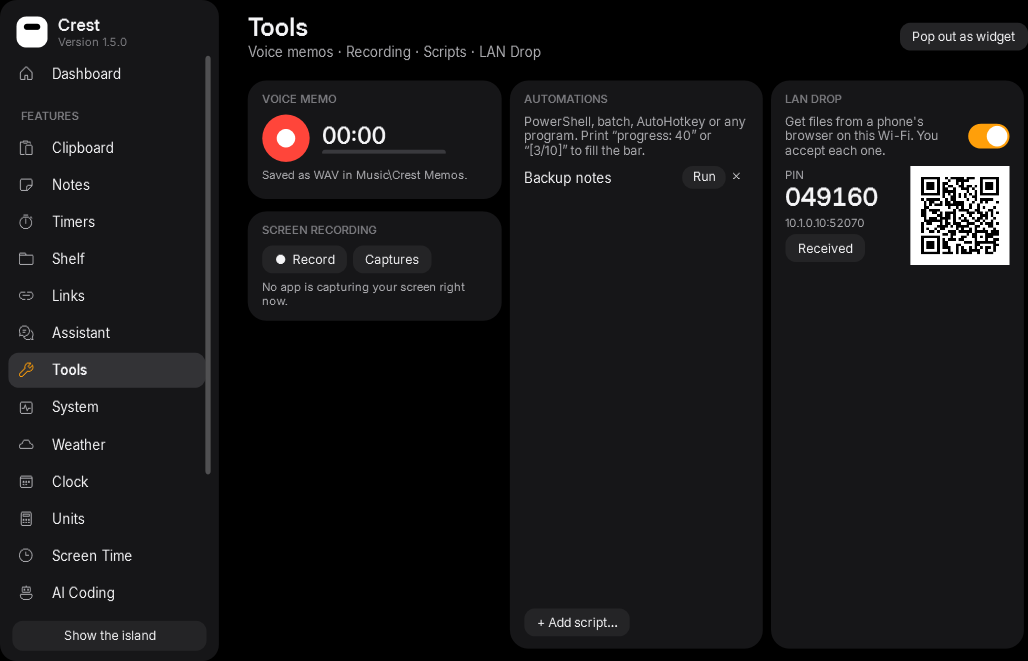 Crest
Version 1.5.0
Dashboard
FEATURES
Clipboard
Notes
Timers
Shelf
Links
Assistant
Tools
System
Weather
Clock
Units
Screen Time
AI Coding
Show the island
Tools
Voice memos · Recording · Scripts · LAN Drop
Pop out as widget
VOICE MEMO
00:00
Saved as WAV in Music\Crest Memos.
SCREEN RECORDING
Record
Captures
No app is capturing your screen right
now.
AUTOMATIONS
PowerShell, batch, AutoHotkey or any
program. Print “progress: 40” or
“[3/10]” to fill the bar.
Backup notes
Run
×
+ Add script...
LAN DROP
Get files from a phone's
browser on this Wi-Fi. You
accept each one.
PIN
049160
10.1.0.10:52070
Received